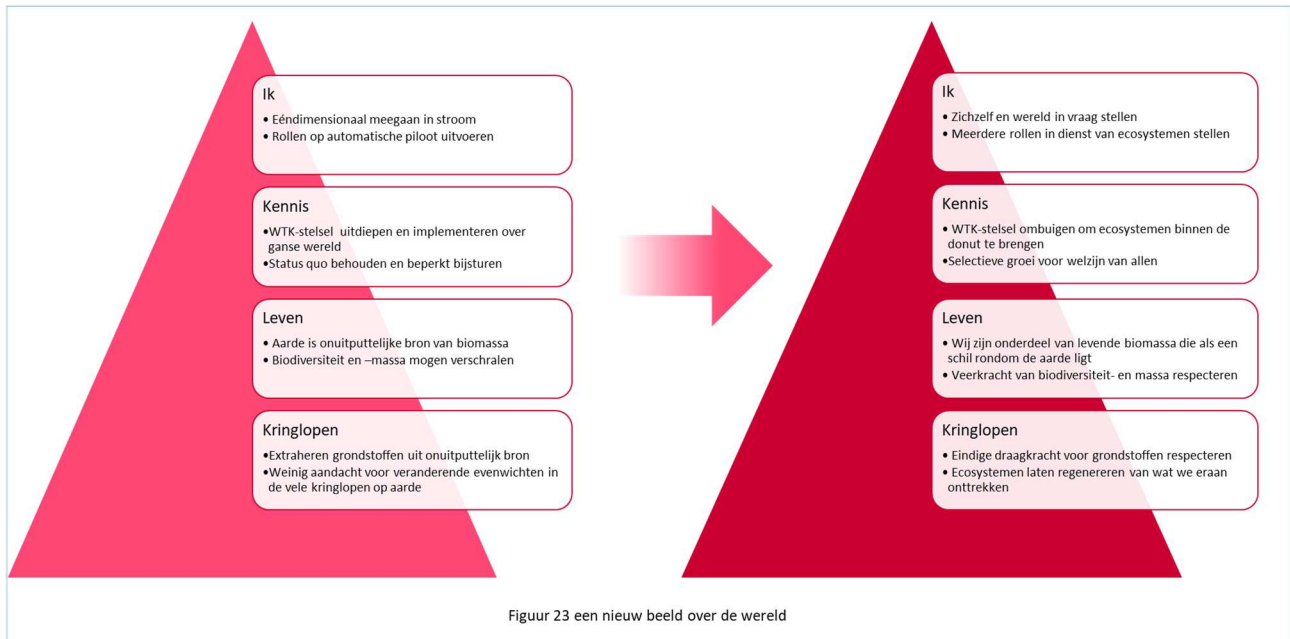 Ik
• Eéndimensionaal meegaan in stroom
• Rollen op automatische piloot uitvoeren
Kennis
•WTK-stelsel uitdiepen en implementeren over
ganse wereld
•Status quo behouden en beperkt bijsturen
Leven
• Aarde is onuitputtelijke bron van biomassa
• Biodiversiteit en –massa mogen verschralen
Kringlopen
•Extraheren grondstoffen uit onuitputtelijk bron
•Weinig aandacht voor veranderende evenwichten in
de vele kringlopen op aarde
Ik
• Zichzelf en wereld in vraag stellen
• Meerdere rollen in dienst van ecosystemen stellen
Kennis
• WTK-stelsel ombuigen om ecosystemen binnen de
donut te brengen
•Selectieve groei voor welzijn van allen
Leven
• Wij zijn onderdeel van levende biomassa die als een
schil rondom de aarde ligt
• Veerkracht van biodiversiteit- en massa respecteren
Kringlopen
• Eindige draagkracht voor grondstoffen respecteren
• Ecosystemen laten regenereren van wat we eraan
onttrekken
Figuur 23 een nieuw beeld over de wereld